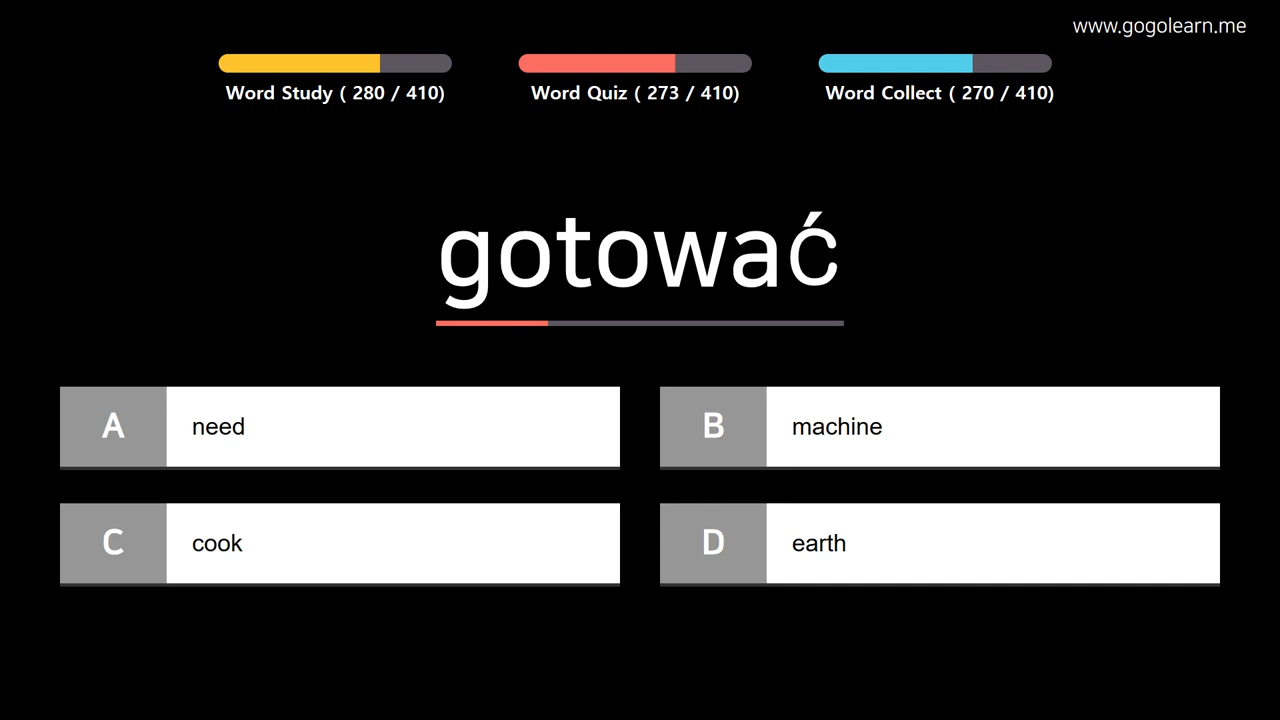 www.gogolearn.me
Word Study ( 280 / 410)
Word Quiz ( 273 / 410)
Word Collect ( 270 / 410)
gotować
A need
B machine
C cook
D earth